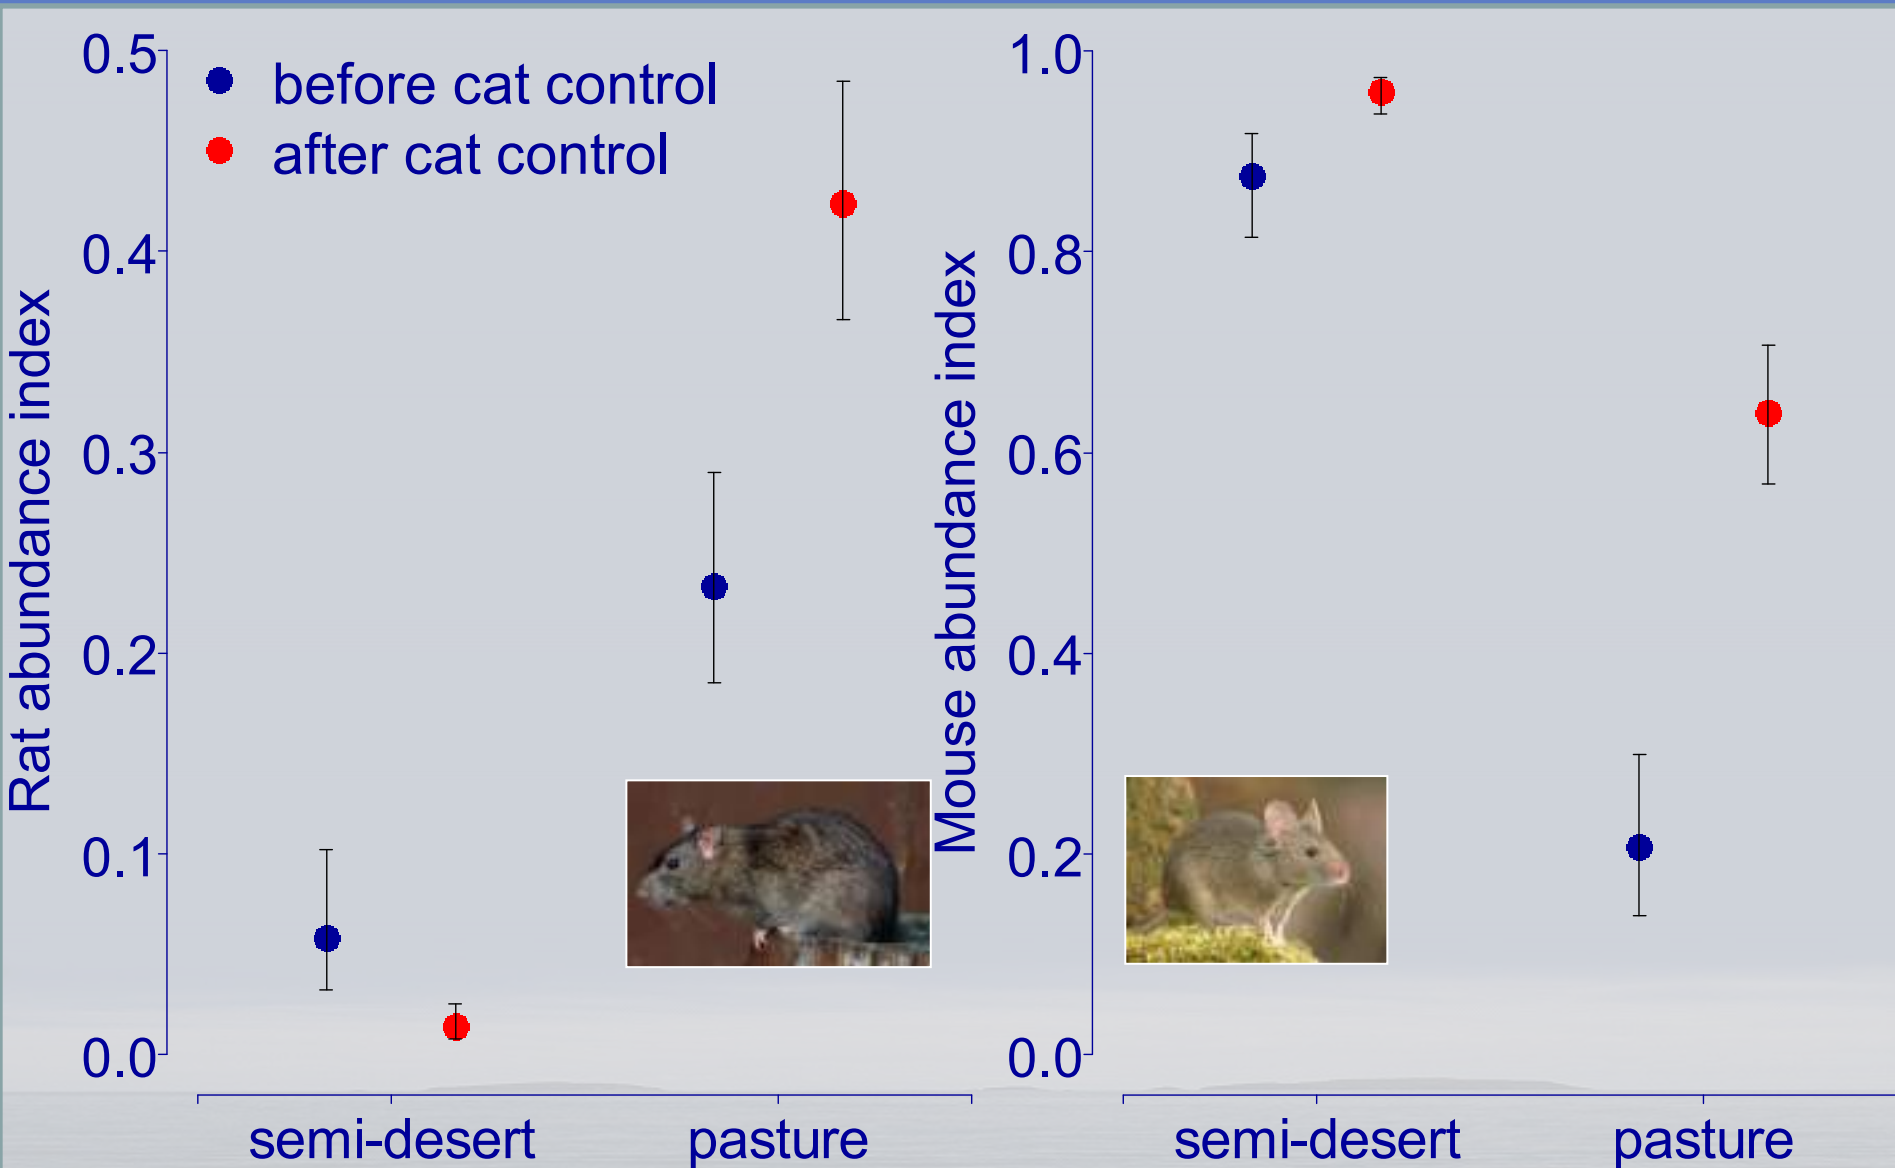 before cat control
after cat control
Rat abundance index
0.5
0.4
0.3
0.2
0.1
0.0
semi-desert pasture
Mouse abundance index
1.0
0.8
0.6
0.4
0.2
0.0
semi-desert pasture